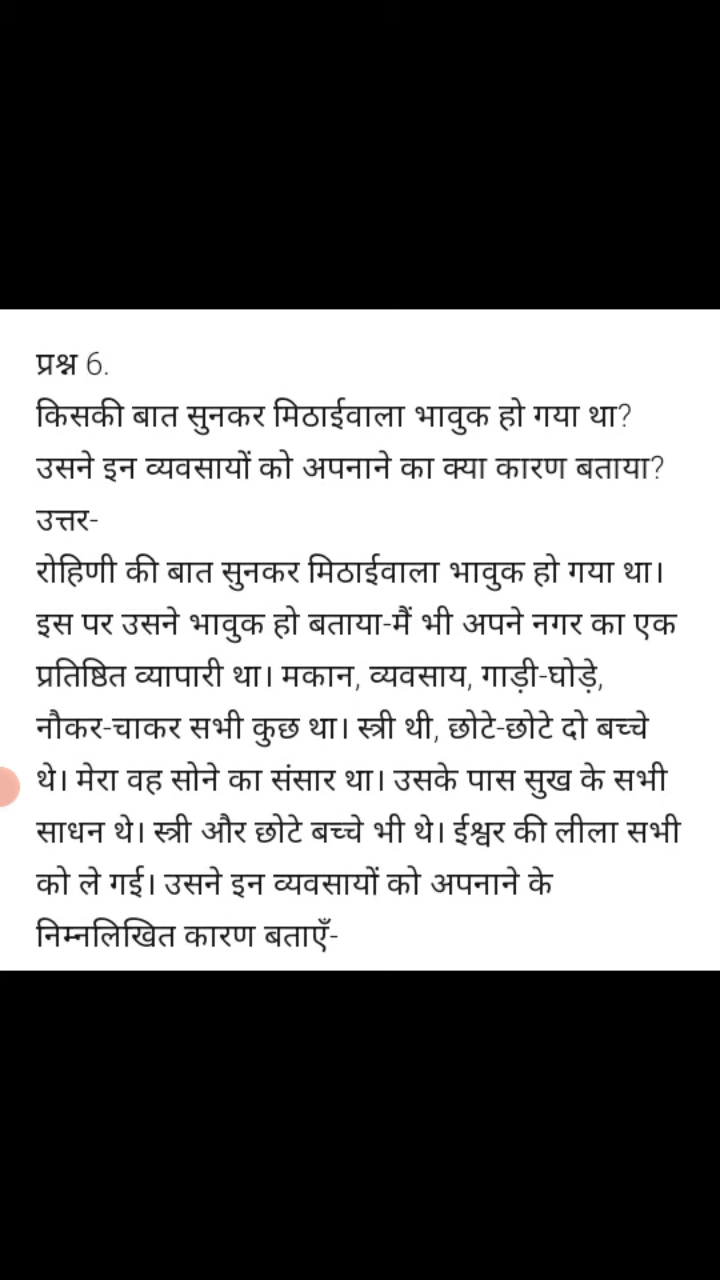 प्रश्न 6.
किसकी बात सुनकर मिठाईवाला भावुक हो गया था?
उसने इन व्यवसायों को अपनाने का क्या कारण बताया?
उत्तर-
रोहिणी की बात सुनकर मिठाईवाला भावुक हो गया था।
इस पर उसने भावुक हो बताया-मैं भी अपने नगर का एक
प्रतिष्ठित व्यापारी था। मकान, व्यवसाय, गाड़ी-घोड़े,
नौकर-चाकर सभी कुछ था। स्त्री थी, छोटे-छोटे दो बच्चे
थे। मेरा वह सोने का संसार था। उसके पास सुख के सभी
साधन थे। स्त्री और छोटे बच्चे भी थे। ईश्वर की लीला सभी
को ले गई। उसने इन व्यवसायों को अपनाने के
निम्नलिखित कारण बताएँ-